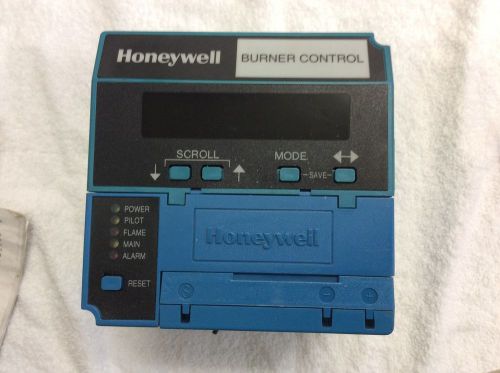 Honeywell
BURNER CONTROL
SCROLL
MODE
SAVE
POWER
PILOT
FLAME
MAIN
ALARM
RESET
Honeywell